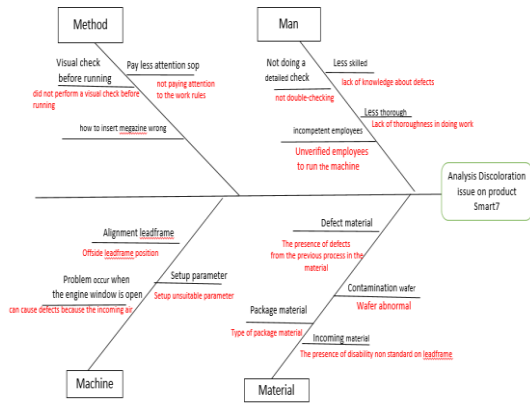 Method
Man
Visual check
before running
did not perform a visual check before
running
Pay less attention sop
not paying attention
to the work rules
how to insert megazine wrong
Not doing a
detailed check
not double-checking
Less skilled
lack of knowledge about defects
Less thorough
Lack of thoroughness in doing work
incompetent employees
Unverified employees
to run the machine
Analysis Discoloration
issue on product
Smart7
Alignment leadframe
Offside leadframe position
Problem occur when
the engine window is open
can cause defects because the incoming air
Setup parameter
Setup unsuitable parameter
Defect material
The presence of defects
from the previous process in the
material
Contamination wafer
Wafer abnormal
Package material
Type of package material
Incoming material
The presence of disability non standard on leadframe
Machine
Material